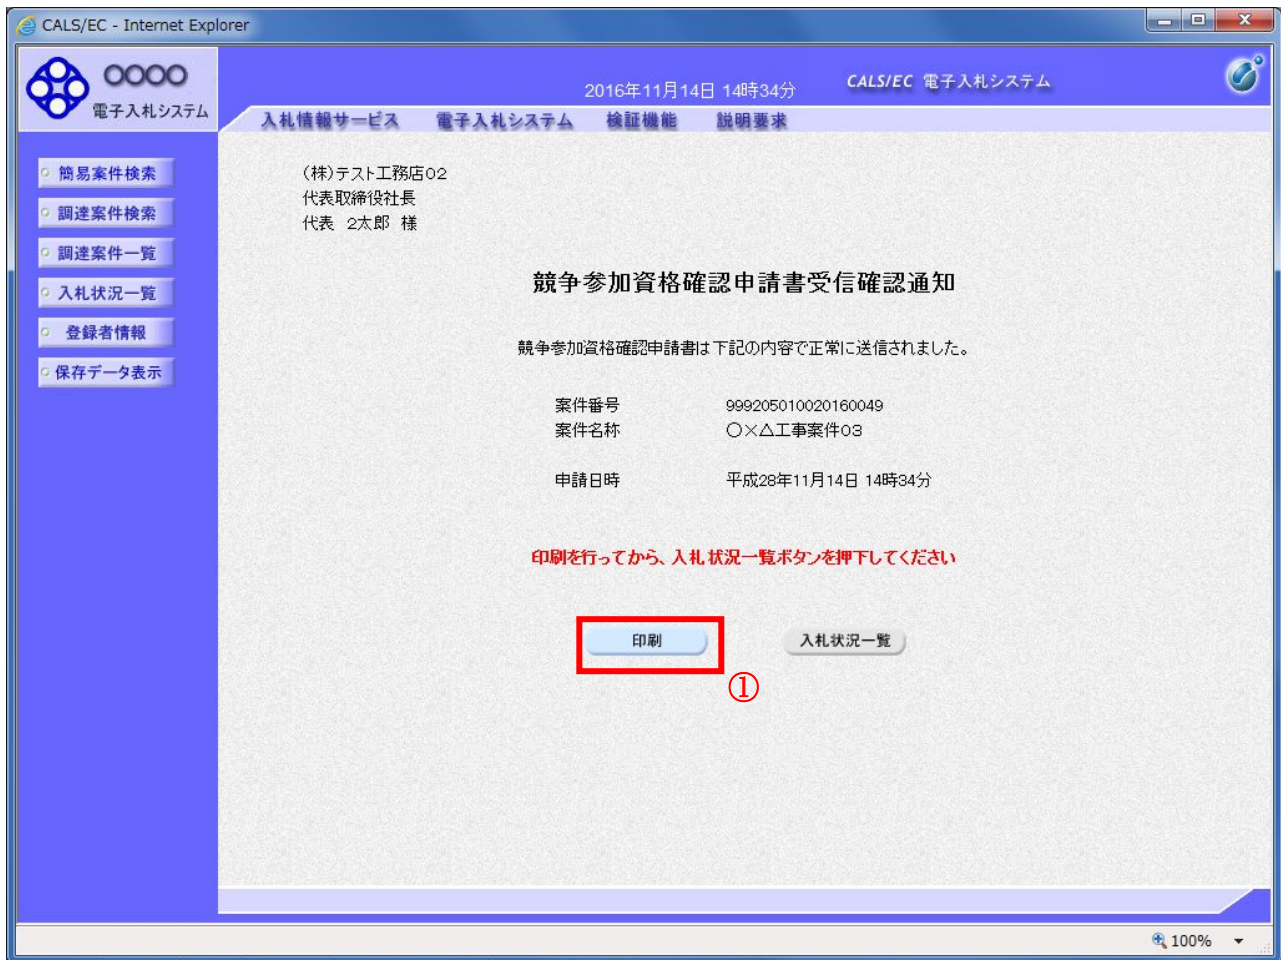 CALS/EC - Internet Explorer
〇〇〇〇
電子入札システム
2016年11月14日 14時34分
CALS/EC 電子入札システム
入札情報サービス 電子入札システム 検証機能 説明要求
簡易案件検索
調達案件検索
調達案件一覧
入札状況一覧
登録者情報
保存データ表示
(株)テスト工務店02
代表取締役社長
代表 2太郎 様
競争参加資格確認申請書受信確認通知
競争参加資格確認申請書は下記の内容で正常に送信されました。
案件番号 999205010020160049
案件名称 〇×△工事案件03
申請日時 平成28年11月14日 14時34分
印刷を行ってから、入札状況一覧ボタンを押下してください
印刷 入札状況一覧
①
100%